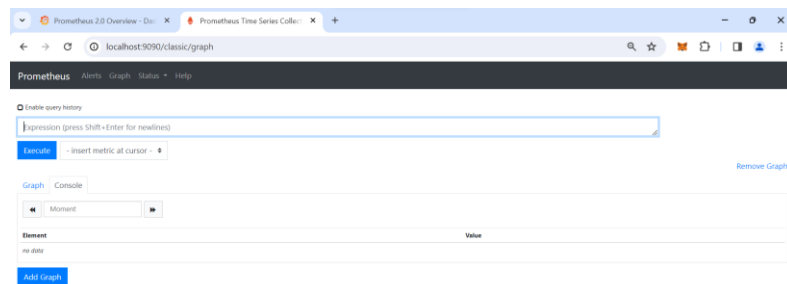 Prometheus 2.0 Overview - Das
Prometheus Time Series Collect
localhost:9090/classic/graph
Prometheus Alerts Graph Status Help
Enable query history
Expression (press Shift+Enter for newlines)
Execute - insert metric at cursor -
Remove Graph
Graph Console
Moment
Element Value
no data
Add Graph